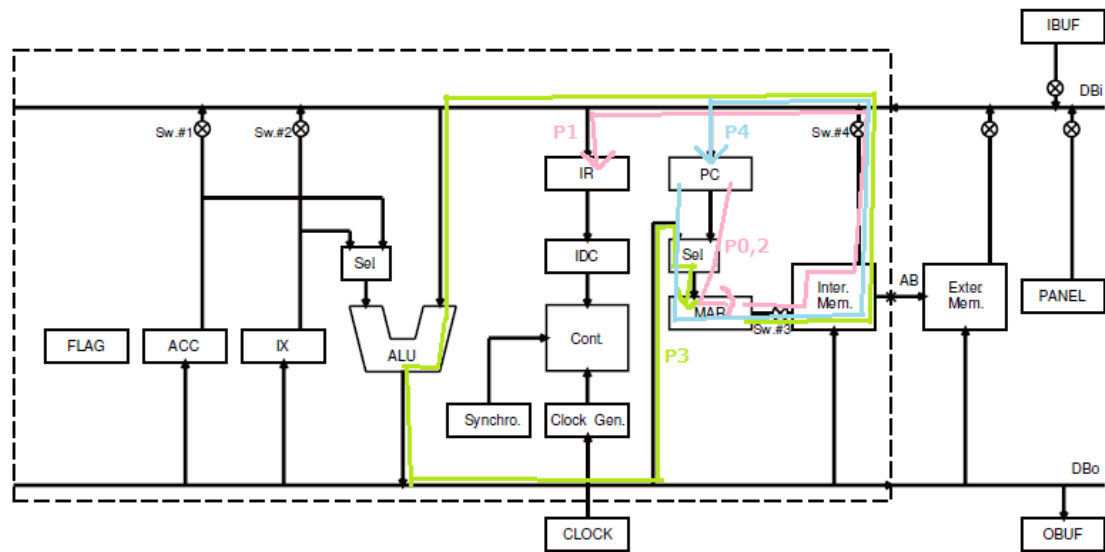 IBUF
DBi
Sw.#1
Sw.#2
P1
P4
Sw.#4
IR
PC
P0,2
Sel
IDC
Sel
Inter.
Mem.
AB
Exter.
Mem.
PANEL
MAR
Sw.#3
FLAG
ACC
IX
ALU
Cont.
P3
Synchro.
Clock Gen.
DBo
CLOCK
OBUF